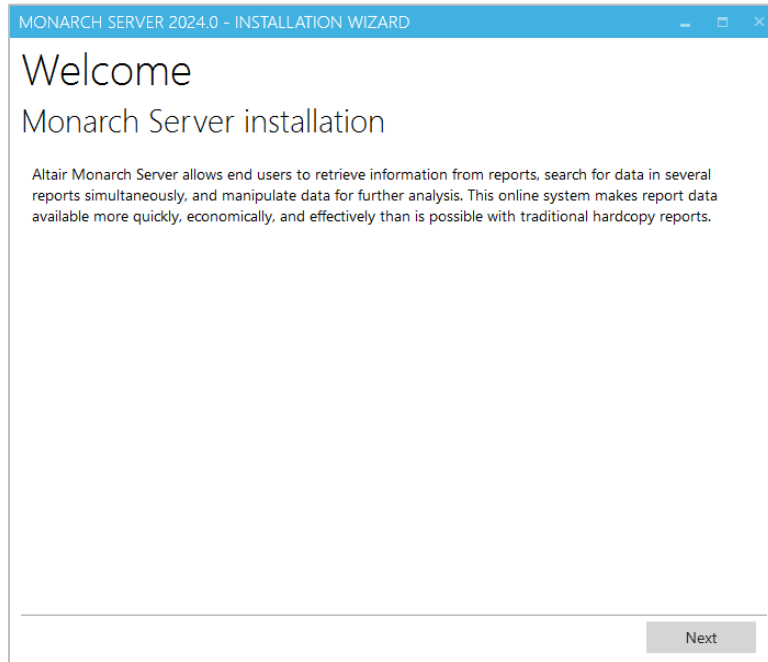 MONARCH SERVER 2024.0 - INSTALLATION WIZARD
Welcome
Monarch Server installation
Altair Monarch Server allows end users to retrieve information from reports, search for data in several
reports simultaneously, and manipulate data for further analysis. This online system makes report data
available more quickly, economically, and effectively than is possible with traditional hardcopy reports.
Next